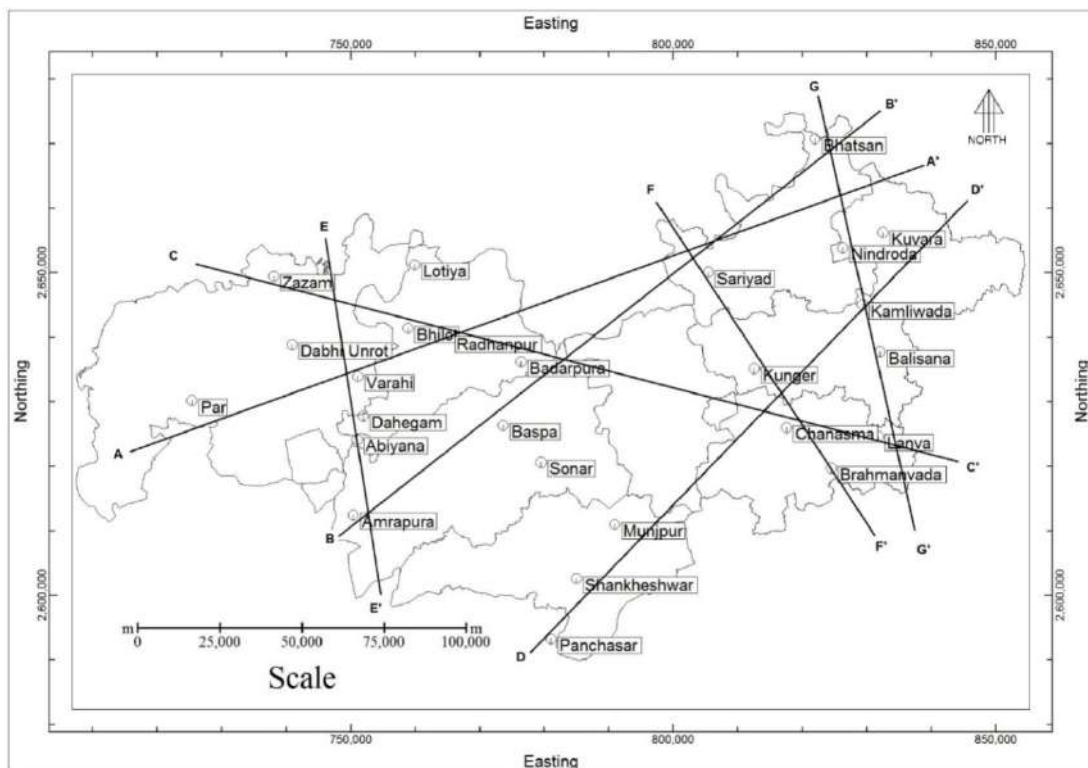 Easting
750,000
800,000
850,000
G
B'
NORTH
Bhatsan
A'
F
D'
E
Kuvara
Nindroda
C
Lotiya
Sariyad
2,650,000
2,650,000
Zazam
Kamliwada
Bhilot
Radhanpur
Dabhi Unrot
Badarpura
Balisana
Varahi
Kunger
Northing
Northing
Par
Dahegam
Baspa
Chanasma
Abiyana
Lanva
A
C'
Sonar
Brahmanvada
Amrapura
Munjpur
B
F'
G'
Shankheshwar
2,600,000
2,600,000
E'
m
m
0
25,000
50,000
75,000
100,000
Panchasar
D
Scale
750,000
800,000
850,000
Easting